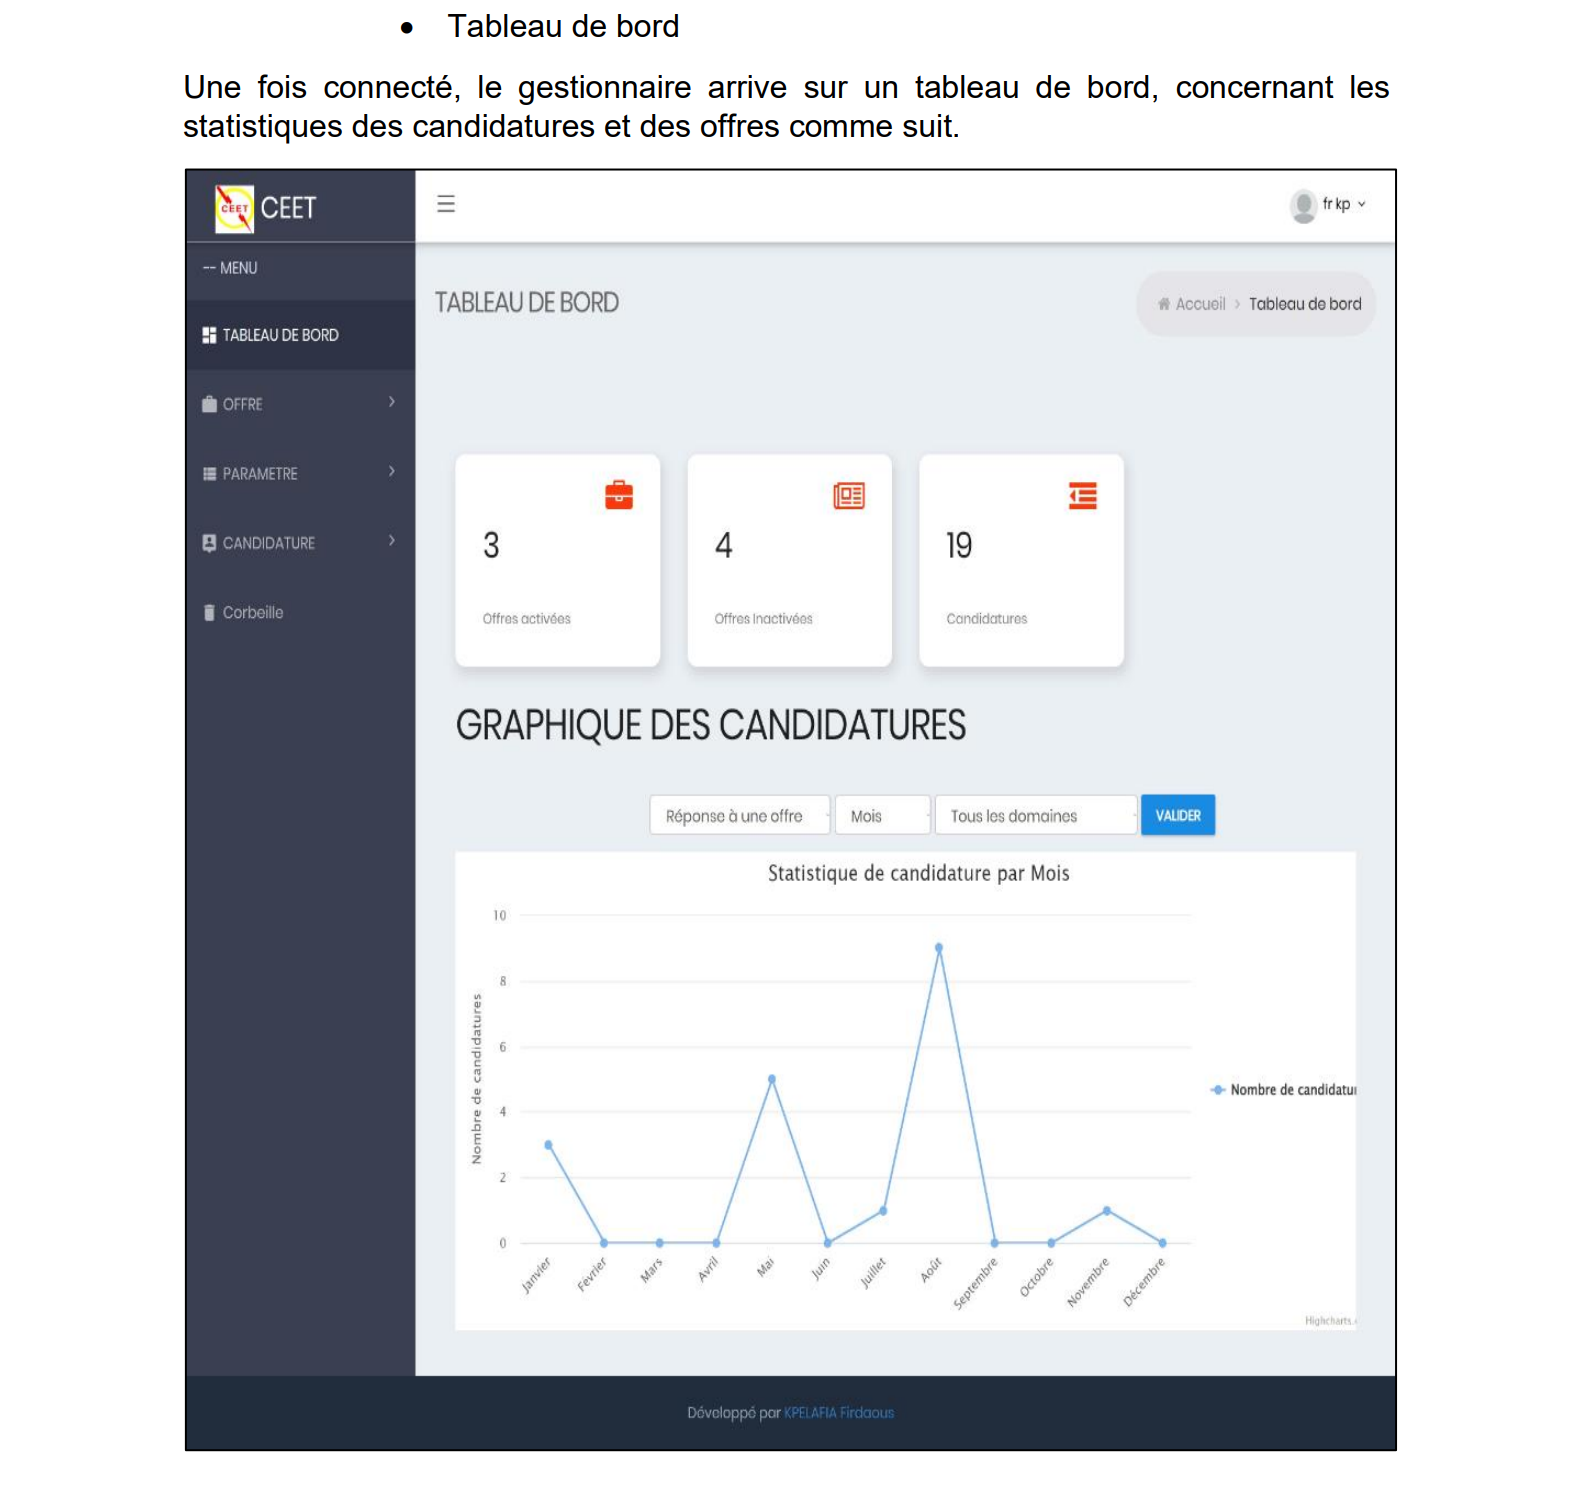 • Tableau de bord
Une fois connecté, le gestionnaire arrive sur un tableau de bord, concernant les
statistiques des candidatures et des offres comme suit.
CEET CEET
fr kp
-- MENU
TABLEAU DE BORD
Accueil > Tableau de bord
TABLEAU DE BORD
OFFRE
PARAMETRE
CANDIDATURE
Corbeille
3
4
19
Offres activées
Offres Inactivées
Candidatures
GRAPHIQUE DES CANDIDATURES
Réponse à une offre
Mois
Tous les domaines
VALIDER
Statistique de candidature par Mois
Nombre de candidatures
10
8
6
4
2
0
Janvier
Fevrier
Mars
Avril
Mai
Juin
Juillet
Août
Septembre
Octobre
Novembre
Décembre
Nombre de candidatur
Highcharts.
Développé par KPELAFIA Firdaous